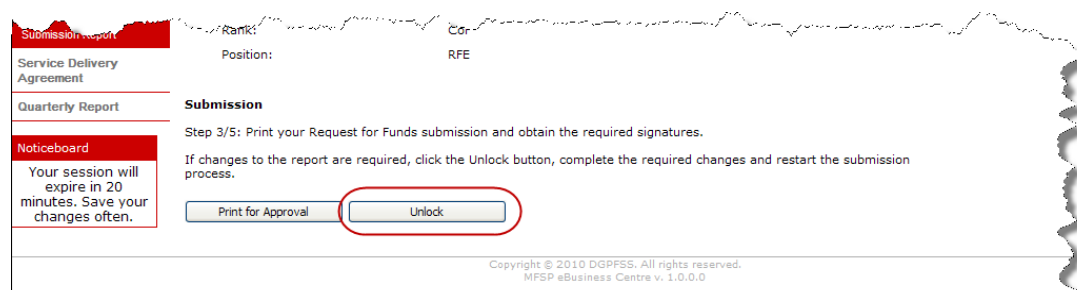 Submission Report
Rank: Cor
Position: RFE
Service Delivery
Agreement
Quarterly Report
Submission
Step 3/5: Print your Request for Funds submission and obtain the required signatures.
If changes to the report are required, click the Unlock button, complete the required changes and restart the submission
process.
Noticeboard
Your session will
expire in 20
minutes. Save your
changes often.
Print for Approval Unlock
Copyright © 2010 DGPFSS. All rights reserved.
MFSP eBusiness Centre v. 1.0.0.0